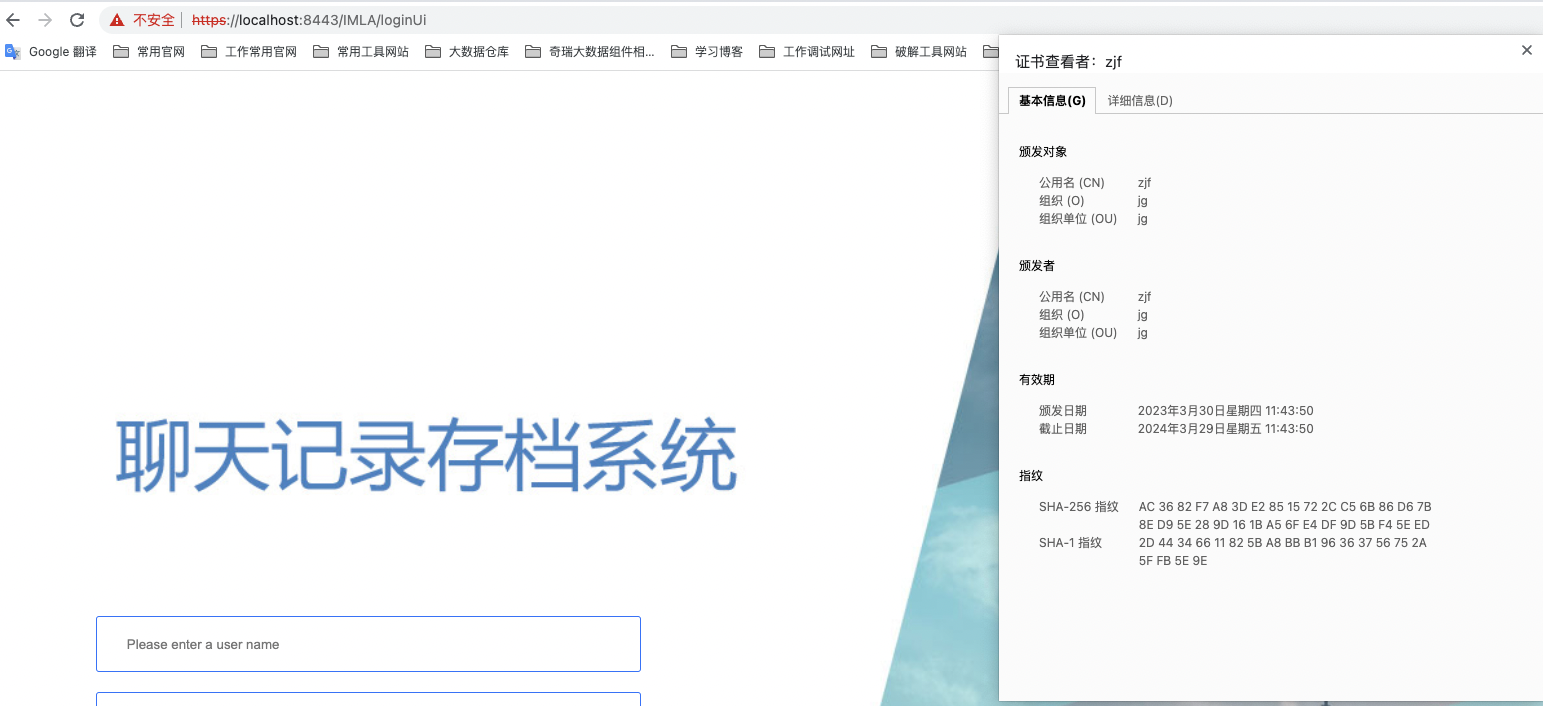 不安全 https://localhost:8443/IMLA/loginUi
Google 翻译 常用官网 工作常用官网 常用工具网站 大数据仓库 奇瑞大数据组件相... 学习博客 工作调试网址 破解工具网站
证书查看者：zjf
基本信息(G) 详细信息(D)
颁发对象
公用名 (CN) zjf
组织 (O) jg
组织单位 (OU) jg
颁发者
公用名 (CN) zjf
组织 (O) jg
组织单位 (OU) jg
有效期
颁发日期 2023年3月30日星期四 11:43:50
截止日期 2024年3月29日星期五 11:43:50
指纹
SHA-256 指纹 AC 36 82 F7 A8 3D E2 85 15 72 2C C5 6B 86 D6 7B
8E D9 5E 28 9D 16 1B A5 6F E4 DF 9D 5B F4 5E ED
SHA-1 指纹 2D 44 34 66 11 82 5B A8 BB B1 96 36 37 56 75 2A
5F FB 5E 9E
聊天记录存档系统
Please enter a user name